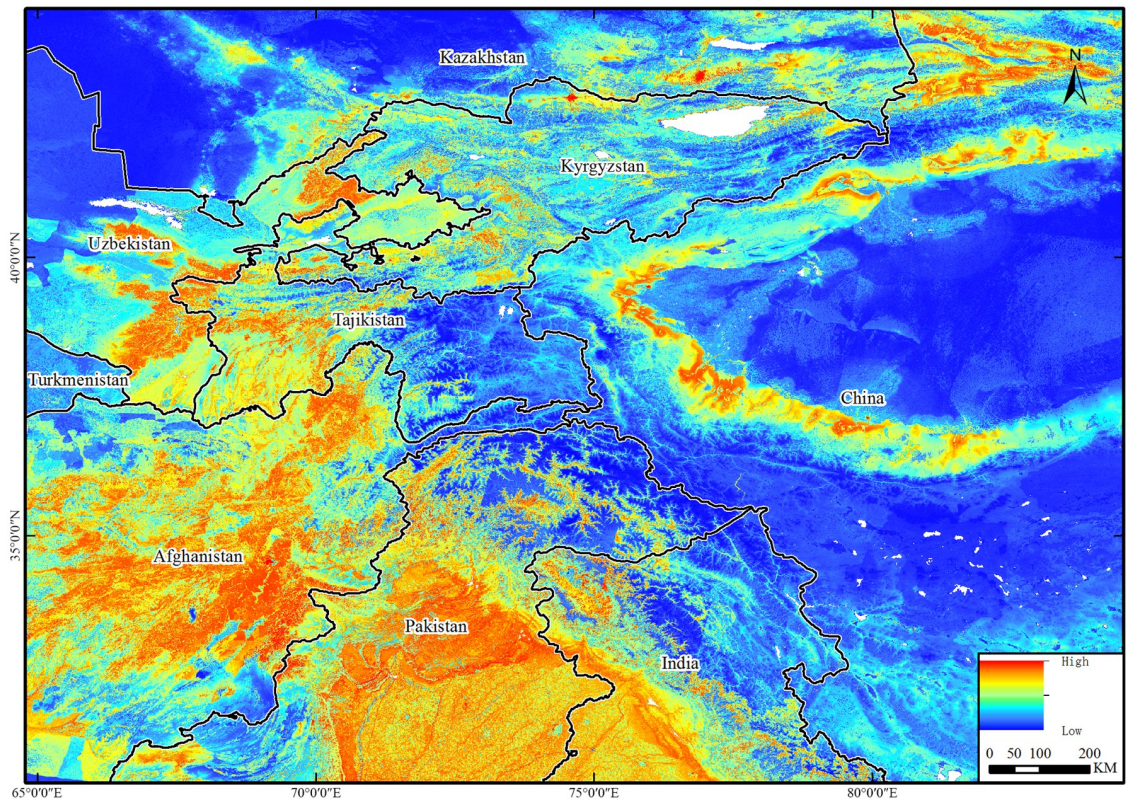 Kazakhstan
N
Kyrgyzstan
Uzbekistan
40°0'0"N
Tajikistan
Turkmenistan
China
35°0'0"N
Afghanistan
Pakistan
India
High
Low
0 50 100 200
KM
65°0'0"E 70°0'0"E 75°0'0"E 80°0'0"E